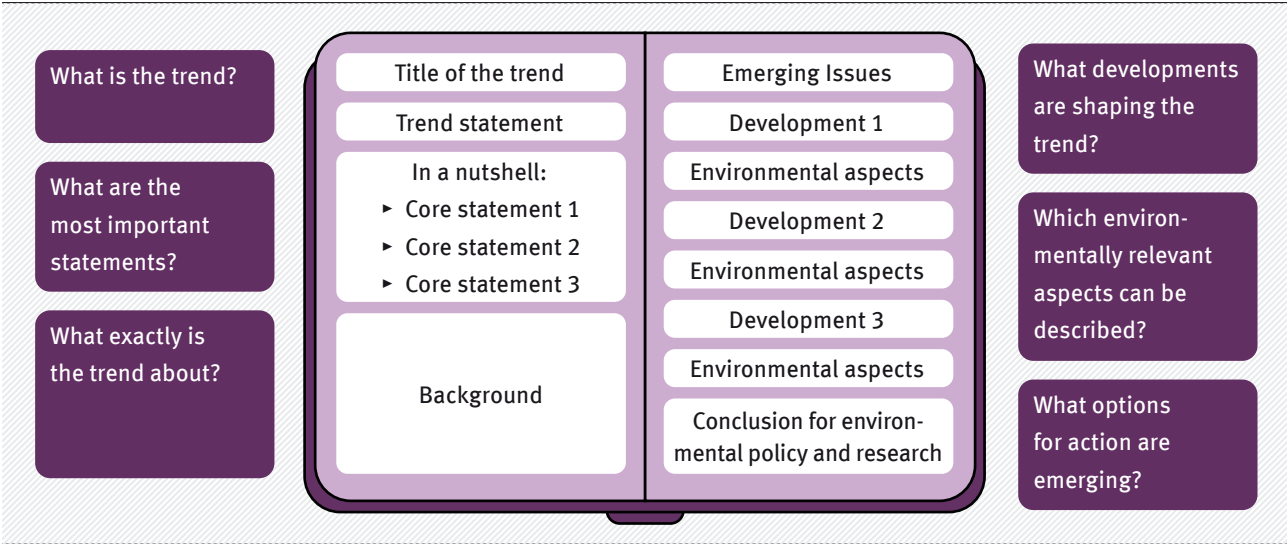 What is the trend?
What are the
most important
statements?
What exactly is
the trend about?
Title of the trend
Trend statement
In a nutshell:
► Core statement 1
► Core statement 2
► Core statement 3
Background
Emerging Issues
Development 1
Environmental aspects
Development 2
Environmental aspects
Development 3
Environmental aspects
Conclusion for environ-
mental policy and research
What developments
are shaping the
trend?
Which environ-
mentally relevant
aspects can be
described?
What options
for action are
emerging?